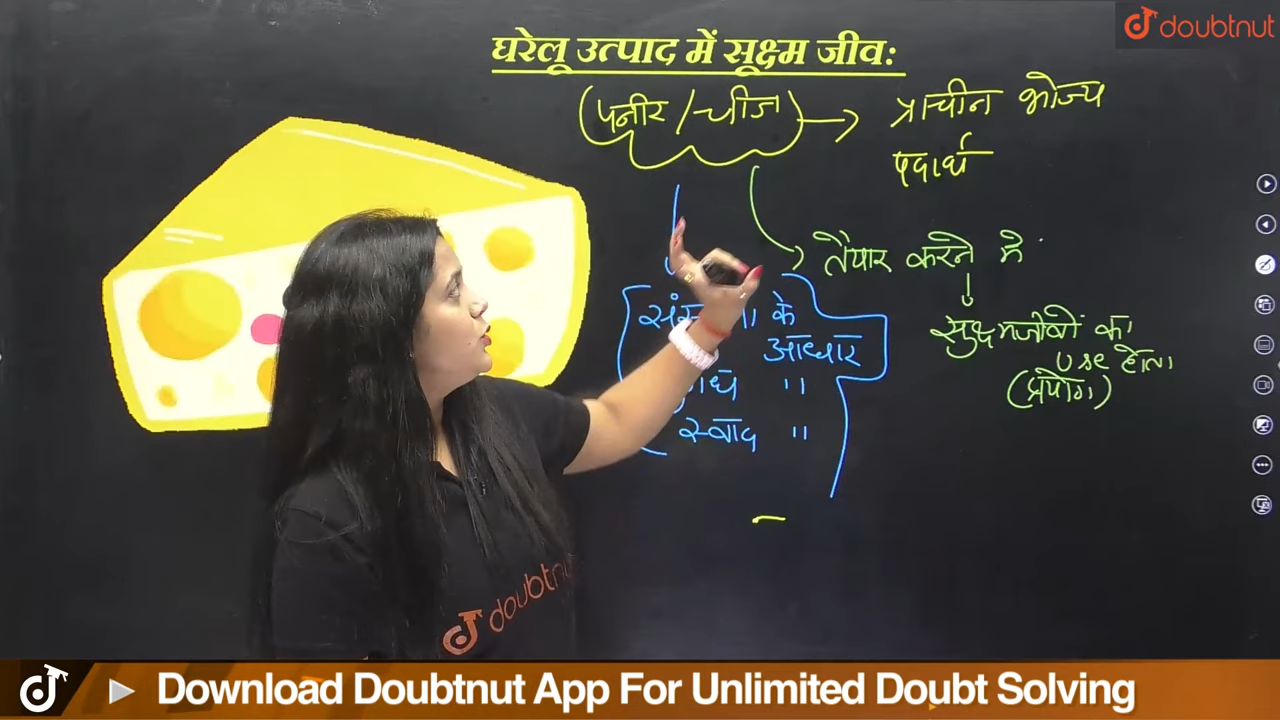 doubtnut
घरेलू उत्पाद में सूक्ष्म जीव:
(पनीर/चीज) → प्राचीन भोज्य
पदार्थ
तैयार करने में
के
आधार
"
स्वाद "
सूक्ष्मजीवों का
use होता
(प्रयोग)
doubtnut
Download Doubtnut App For Unlimited Doubt Solving